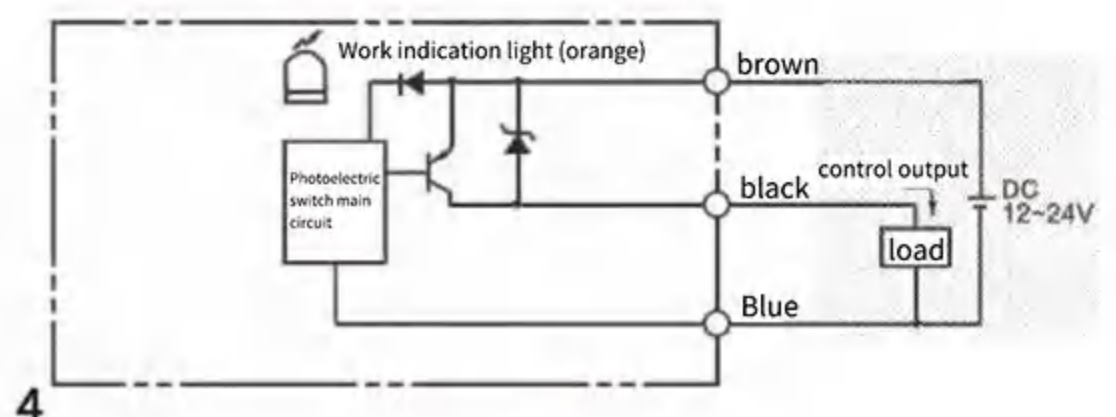 Work indication light (orange)
brown
Photoelectric
switch main
circuit
control output
black
DC
12~24V
load
Blue
4